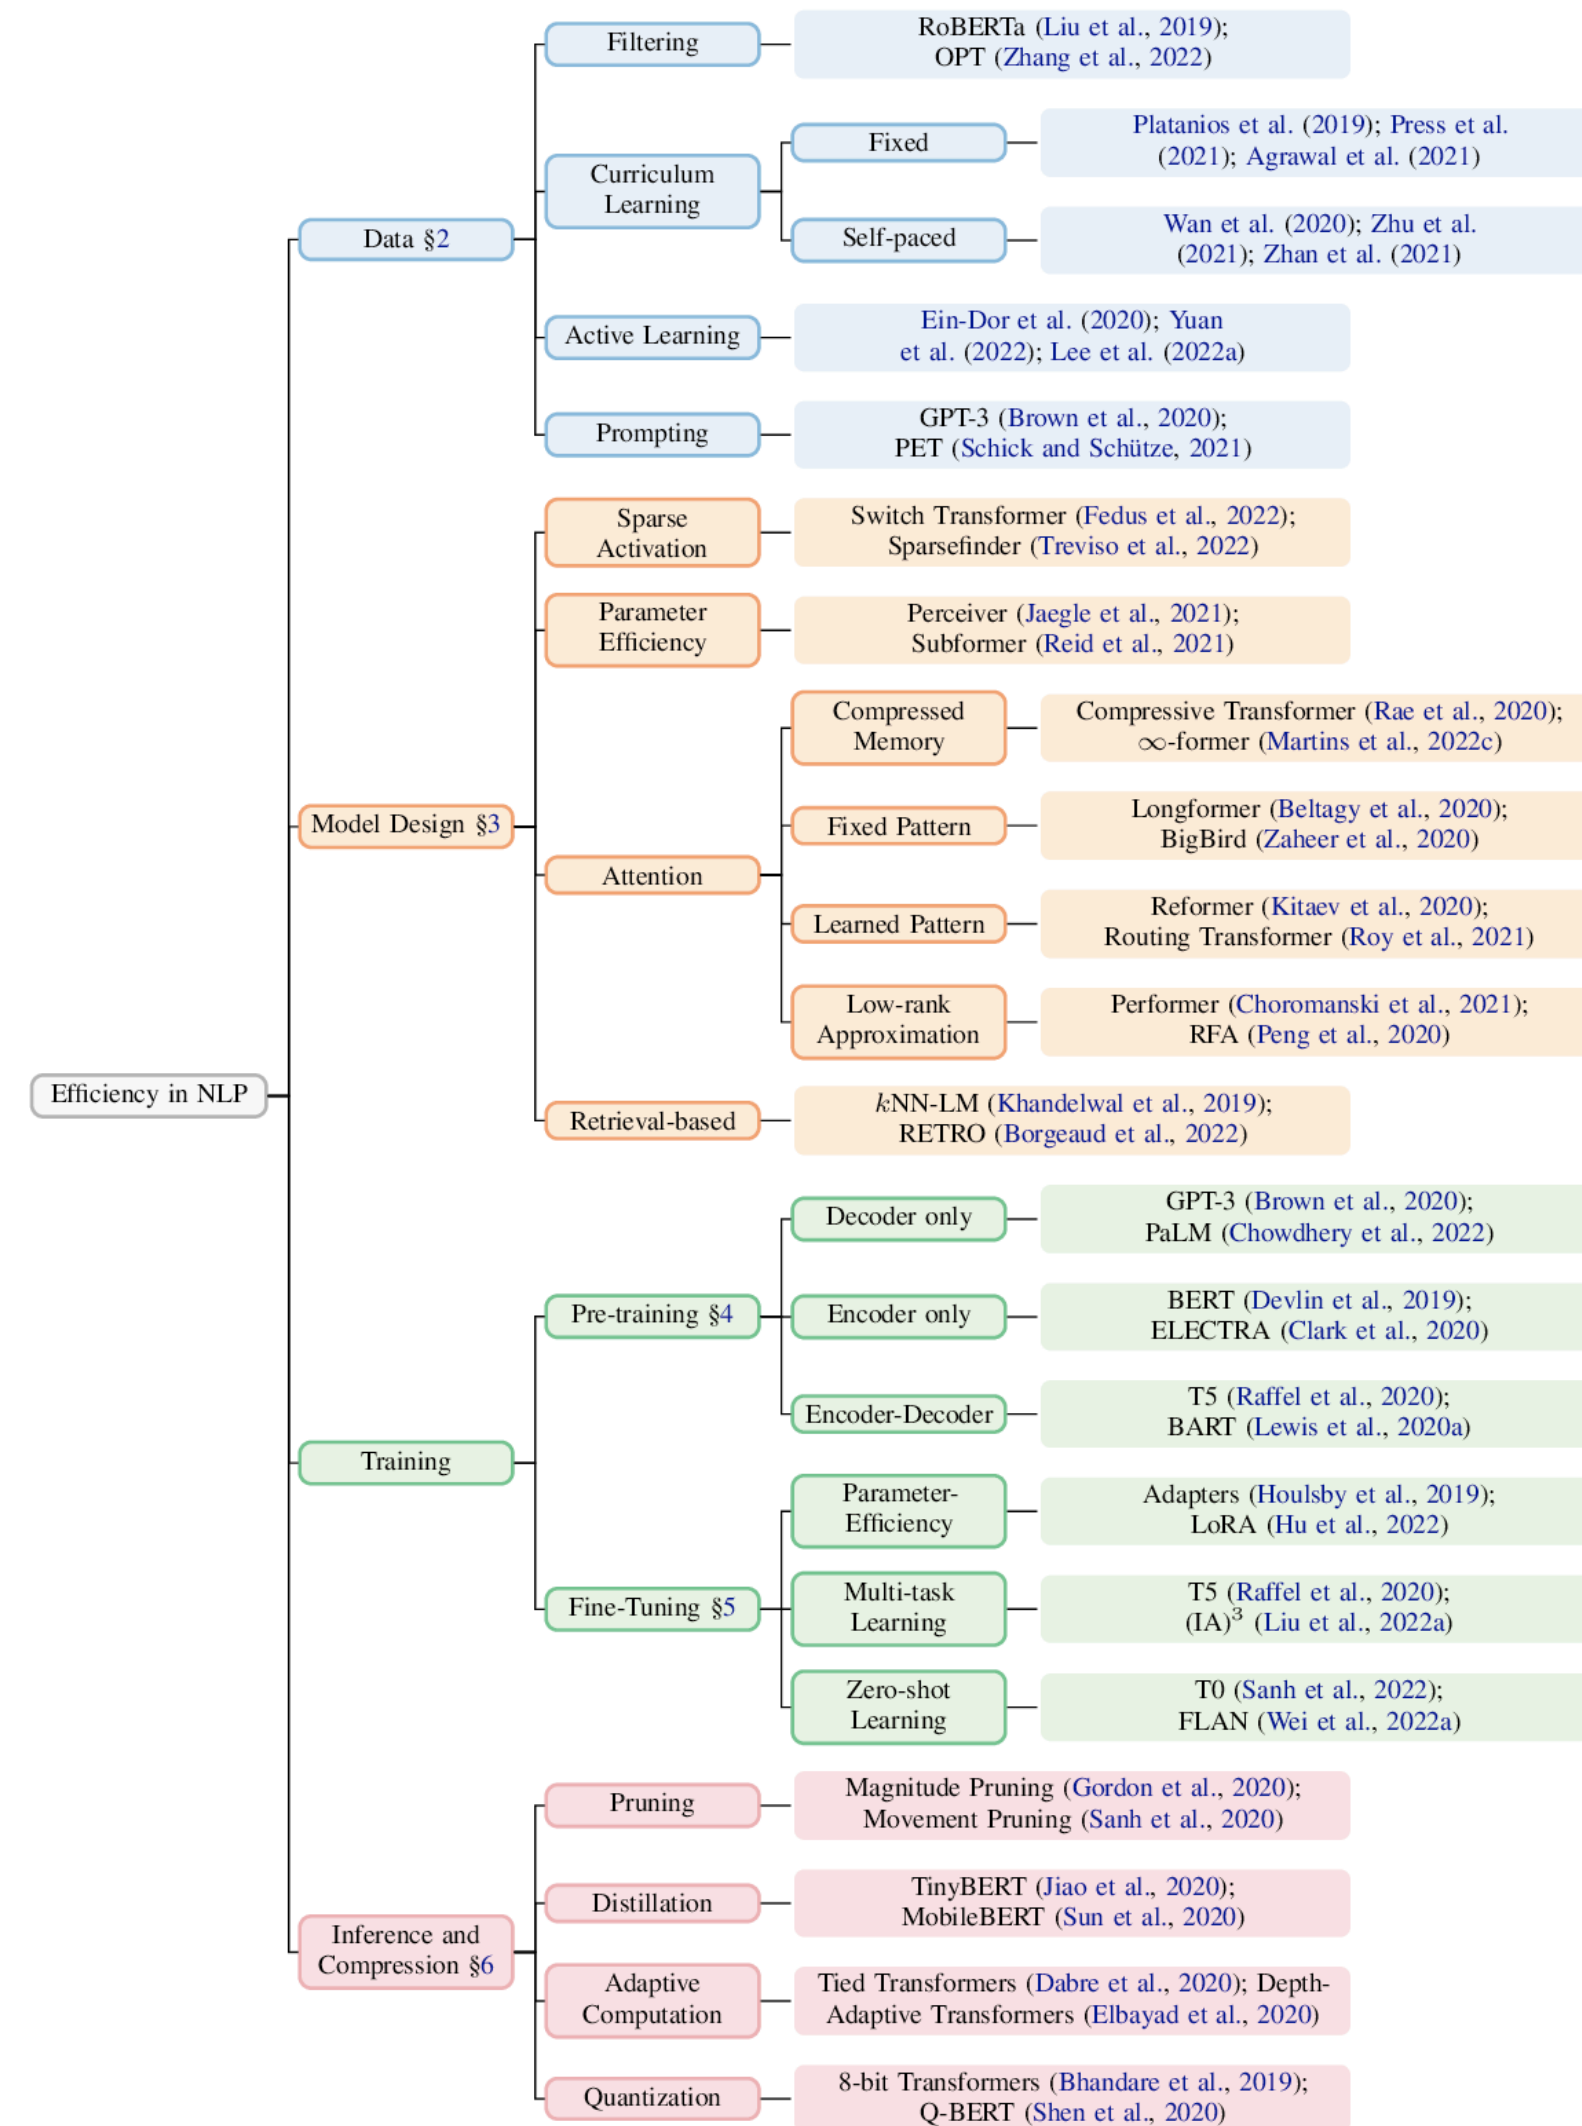 Filtering
RoBERTa (Liu et al., 2019);
OPT (Zhang et al., 2022)
Curriculum
Learning
Fixed
Platanios et al. (2019); Press et al.
(2021); Agrawal et al. (2021)
Self-paced
Wan et al. (2020); Zhu et al.
(2021); Zhan et al. (2021)
Data §2
Active Learning
Ein-Dor et al. (2020); Yuan
et al. (2022); Lee et al. (2022a)
Prompting
GPT-3 (Brown et al., 2020);
PET (Schick and Schütze, 2021)
Sparse
Activation
Switch Transformer (Fedus et al., 2022);
Sparsefinder (Treviso et al., 2022)
Parameter
Efficiency
Perceiver (Jaegle et al., 2021);
Subformer (Reid et al., 2021)
Model Design §3
Attention
Compressed
Memory
Compressive Transformer (Rae et al., 2020);
∞-former (Martins et al., 2022c)
Fixed Pattern
Longformer (Beltagy et al., 2020);
BigBird (Zaheer et al., 2020)
Learned Pattern
Reformer (Kitaev et al., 2020);
Routing Transformer (Roy et al., 2021)
Low-rank
Approximation
Performer (Choromanski et al., 2021);
RFA (Peng et al., 2020)
Efficiency in NLP
Retrieval-based
kNN-LM (Khandelwal et al., 2019);
RETRO (Borgeaud et al., 2022)
Training
Pre-training §4
Decoder only
GPT-3 (Brown et al., 2020);
PaLM (Chowdhery et al., 2022)
Encoder only
BERT (Devlin et al., 2019);
ELECTRA (Clark et al., 2020)
Encoder-Decoder
T5 (Raffel et al., 2020);
BART (Lewis et al., 2020a)
Fine-Tuning §5
Parameter-
Efficiency
Adapters (Houlsby et al., 2019);
LoRA (Hu et al., 2022)
Multi-task
Learning
T5 (Raffel et al., 2020);
(IA)³ (Liu et al., 2022a)
Zero-shot
Learning
T0 (Sanh et al., 2022);
FLAN (Wei et al., 2022a)
Inference and
Compression §6
Pruning
Magnitude Pruning (Gordon et al., 2020);
Movement Pruning (Sanh et al., 2020)
Distillation
TinyBERT (Jiao et al., 2020);
MobileBERT (Sun et al., 2020)
Adaptive
Computation
Tied Transformers (Dabre et al., 2020); Depth-
Adaptive Transformers (Elbayad et al., 2020)
Quantization
8-bit Transformers (Bhandare et al., 2019);
Q-BERT (Shen et al., 2020)